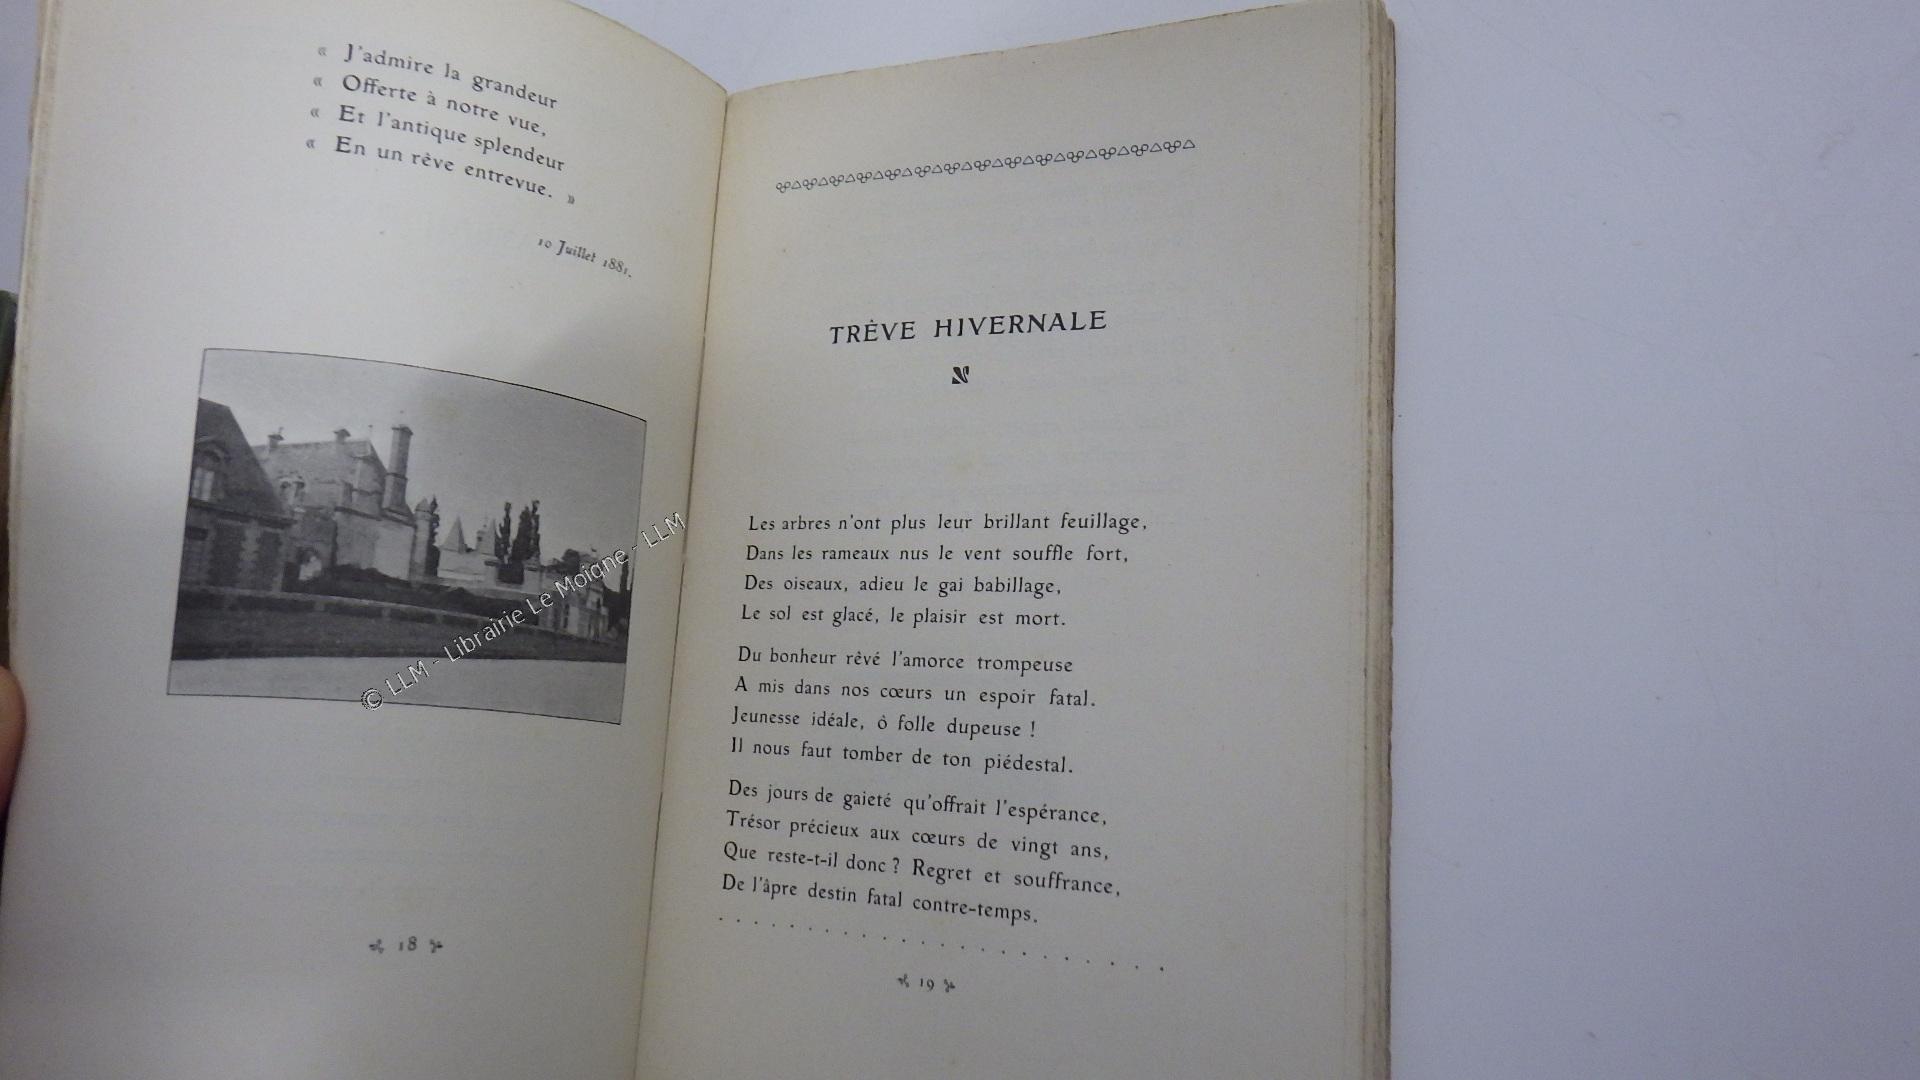 « J'admire la grandeur
« Offerte à notre vue,
« Et l'antique splendeur
« En un rêve entrevue. »
10 Juillet 1881.
© LLM - Librairie Le Moigne - LLM
18
TRÊVE HIVERNALE
Les arbres n'ont plus leur brillant feuillage,
Dans les rameaux nus le vent souffle fort,
Des oiseaux, adieu le gai babillage,
Le sol est glacé, le plaisir est mort.
Du bonheur rêvé l'amorce trompeuse
A mis dans nos cœurs un espoir fatal.
Jeunesse idéale, ô folle dupeuse !
Il nous faut tomber de ton piédestal.
Des jours de gaieté qu'offrait l'espérance,
Trésor précieux aux cœurs de vingt ans,
Que reste-t-il donc ? Regret et souffrance,
De l'âpre destin fatal contre-temps.
. . . . . . . . . . . . . . . . . . . . . .
19